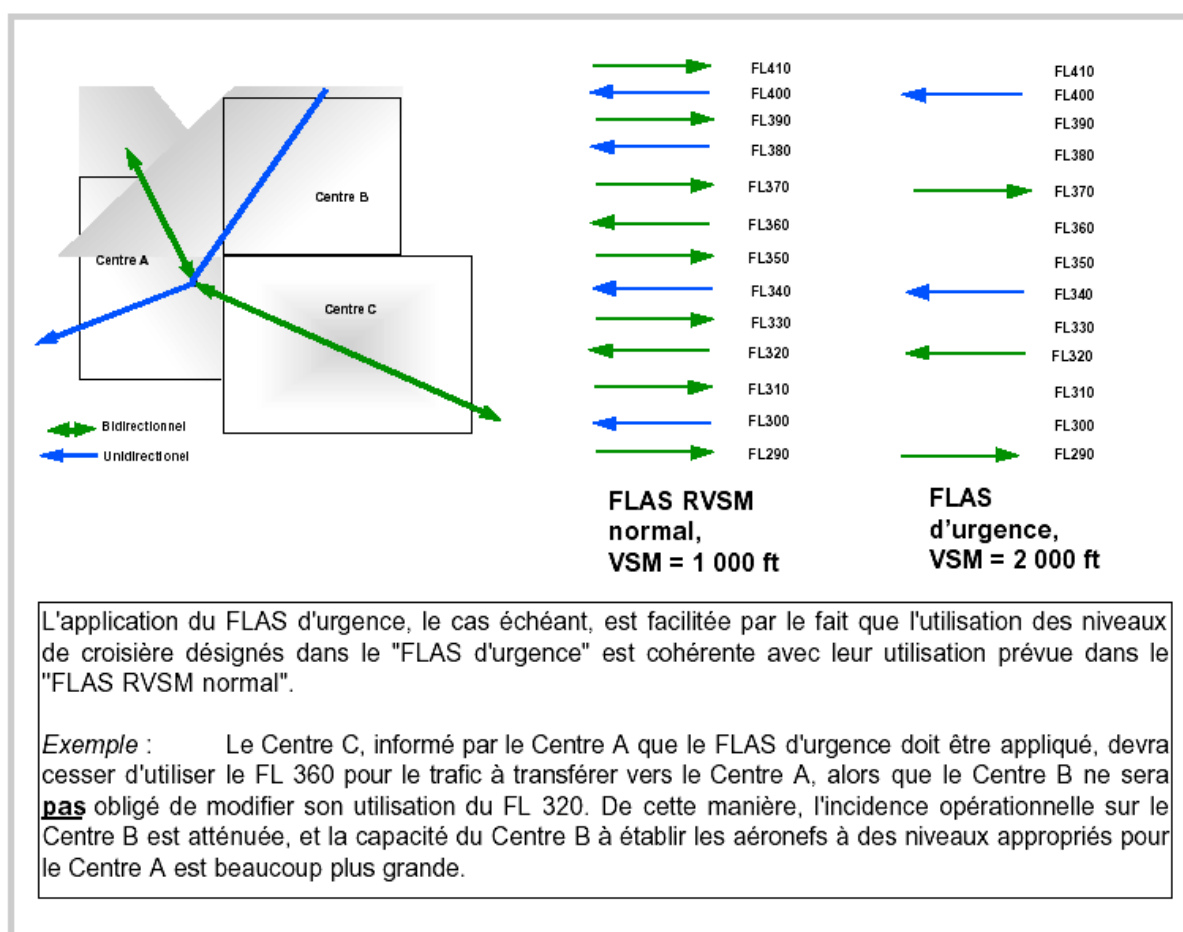 Centre B
Centre A
Centre C
Bidirectionnel
Unidirectionel
FL410
FL400
FL390
FL380
FL370
FL360
FL350
FL340
FL330
FL320
FL310
FL300
FL290
FLAS RVSM
normal,
VSM = 1 000 ft
FL410
FL400
FL390
FL380
FL370
FL360
FL350
FL340
FL330
FL320
FL310
FL300
FL290
FLAS
d'urgence,
VSM = 2 000 ft
L'application du FLAS d'urgence, le cas échéant, est facilitée par le fait que l'utilisation des niveaux
de croisière désignés dans le "FLAS d'urgence" est cohérente avec leur utilisation prévue dans le
"FLAS RVSM normal".
Exemple : Le Centre C, informé par le Centre A que le FLAS d'urgence doit être appliqué, devra
cesser d'utiliser le FL 360 pour le trafic à transférer vers le Centre A, alors que le Centre B ne sera
pas obligé de modifier son utilisation du FL 320. De cette manière, l'incidence opérationnelle sur le
Centre B est atténuée, et la capacité du Centre B à établir les aéronefs à des niveaux appropriés pour
le Centre A est beaucoup plus grande.